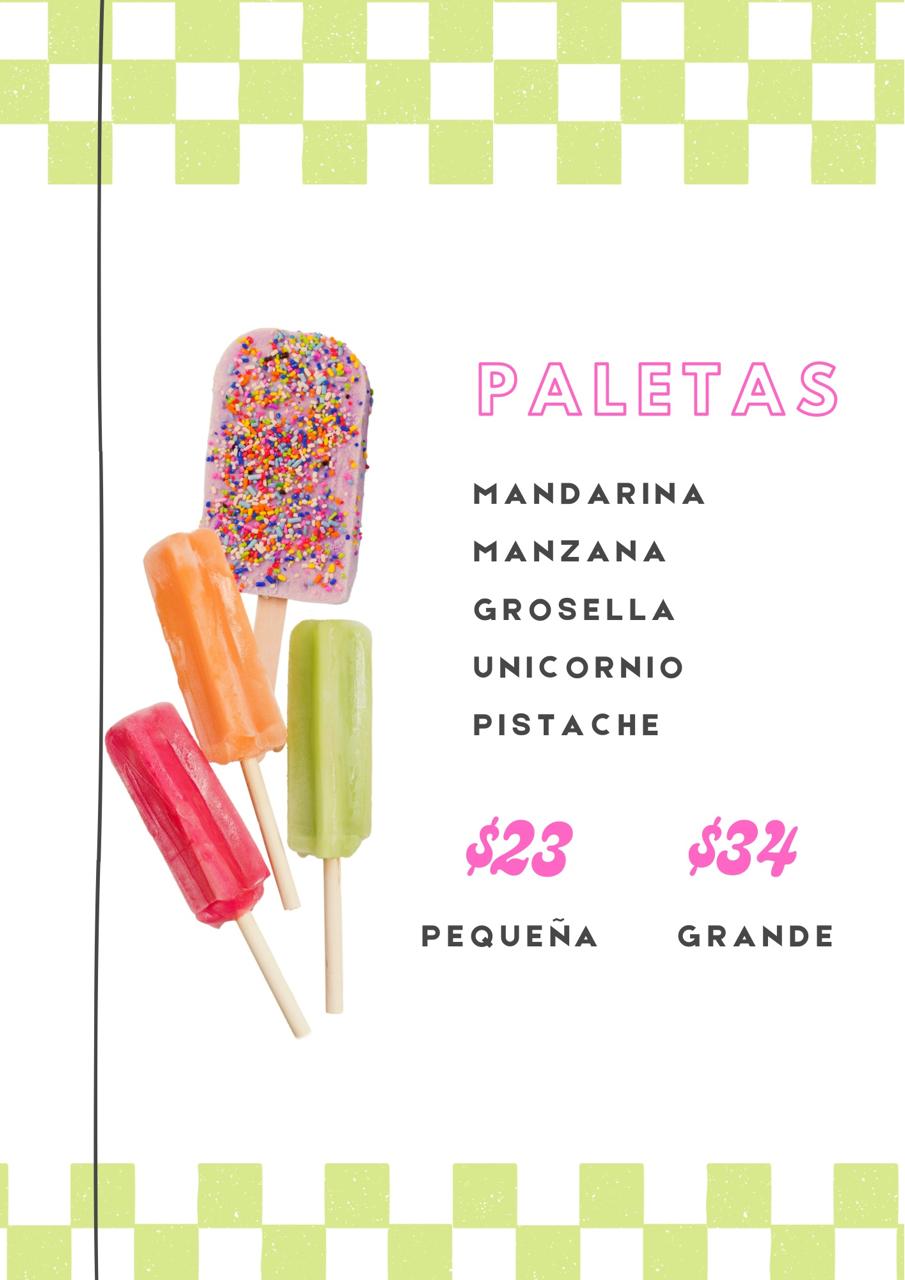 PALETAS
MANDARINA
MANZANA
GROSELLA
UNICORNIO
PISTACHE
$23 $34
PEQUEÑA GRANDE